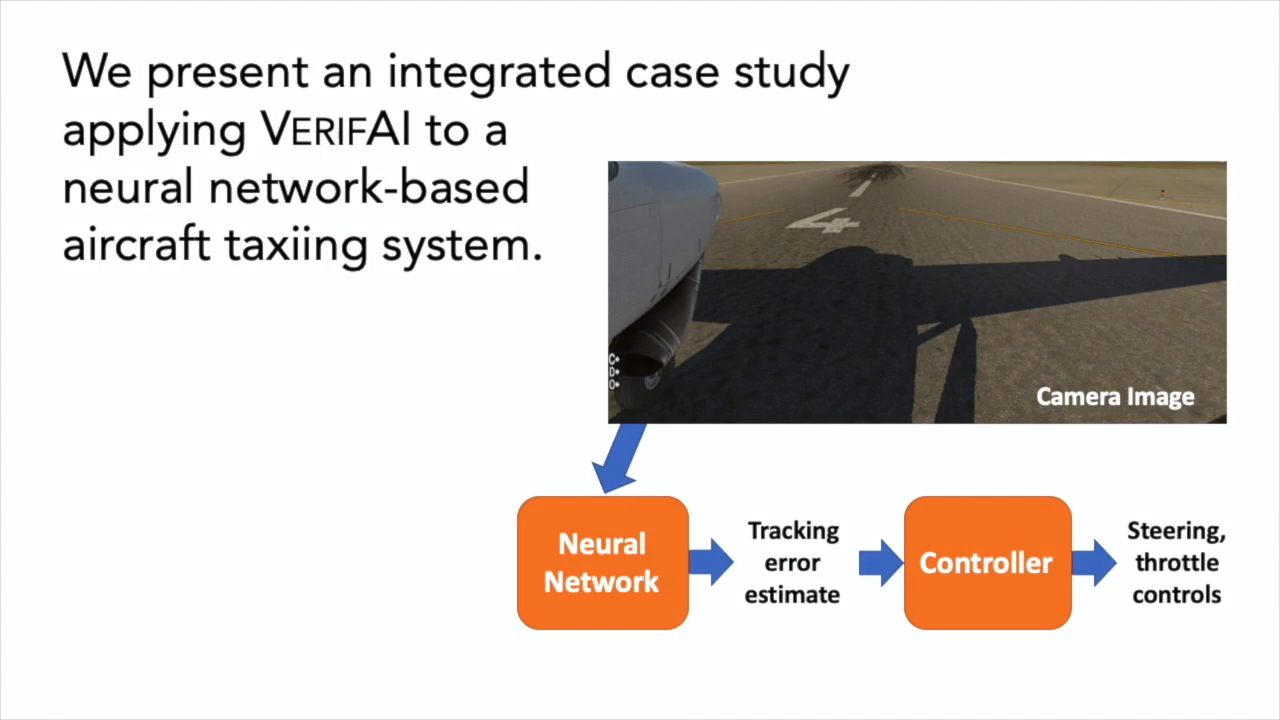 We present an integrated case study
applying VERIFAI to a
neural network-based
aircraft taxiing system.
4
C
D
O
Camera Image
Neural
Network
Tracking
error
estimate
Controller
Steering,
throttle
controls